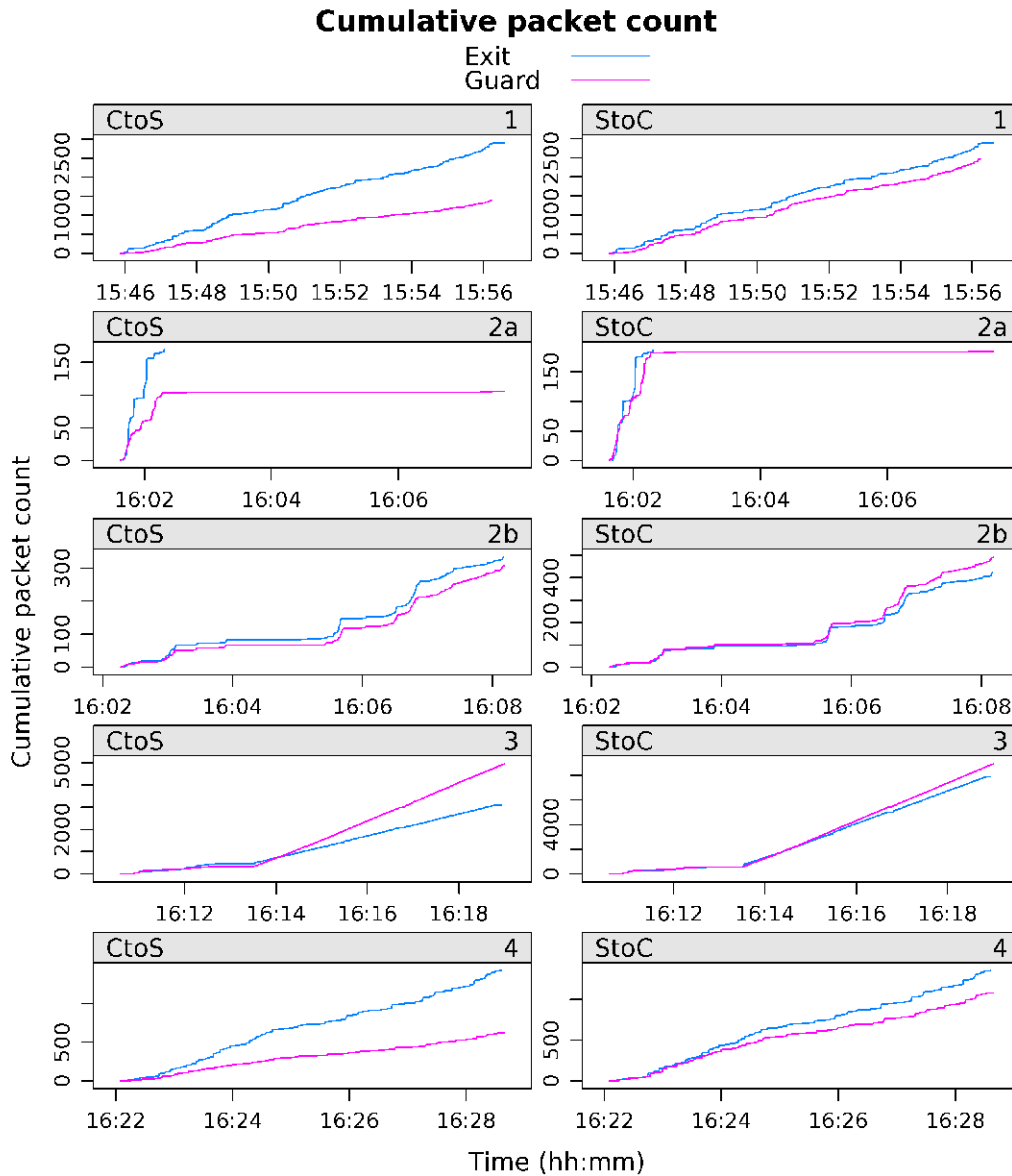 Cumulative packet count
Exit
Guard
CtoS 1
StoC 1
0 1000 2500
0 1000 2500
15:46 15:48 15:50 15:52 15:54 15:56
15:46 15:48 15:50 15:52 15:54 15:56
CtoS 2a
StoC 2a
0 50 150
0 50 150
16:02 16:04 16:06
16:02 16:04 16:06
CtoS 2b
StoC 2b
0 100 300
0 200 400
16:02 16:04 16:06 16:08
16:02 16:04 16:06 16:08
CtoS 3
StoC 3
0 2000 5000
0 4000
16:12 16:14 16:16 16:18
16:12 16:14 16:16 16:18
CtoS 4
StoC 4
0 500
0 500
16:22 16:24 16:26 16:28
16:22 16:24 16:26 16:28
Cumulative packet count
Time (hh:mm)